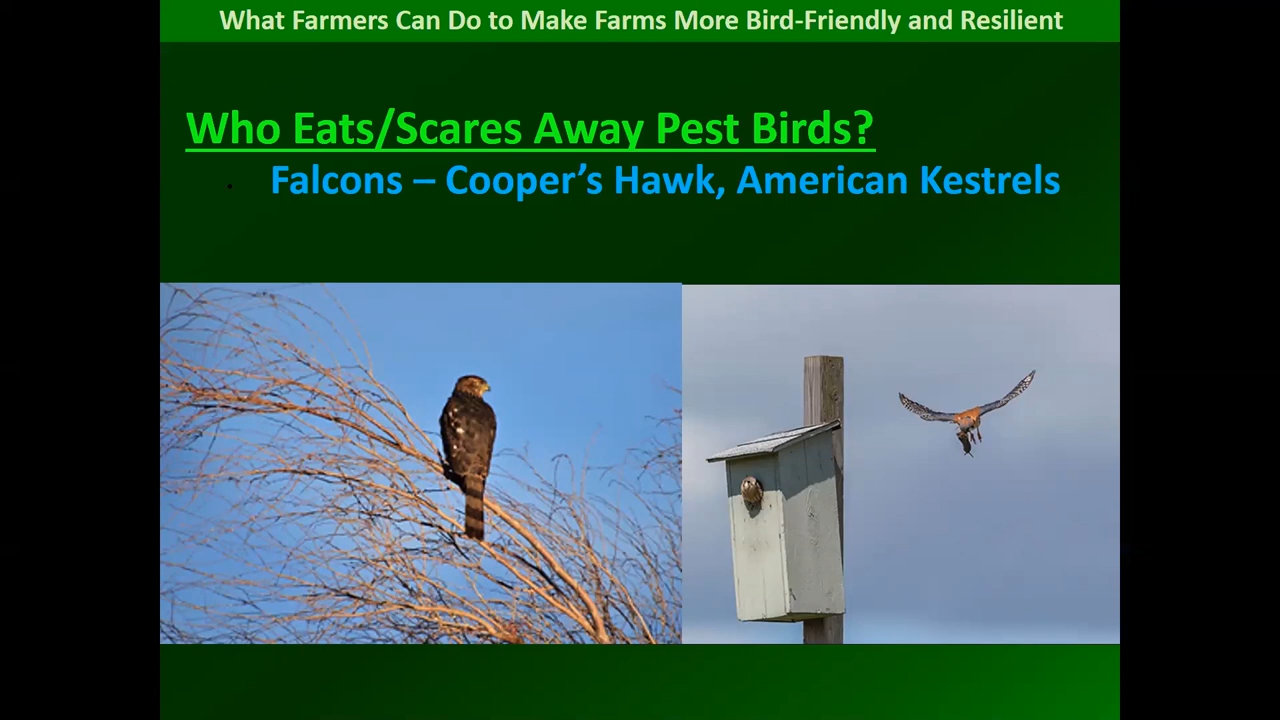 What Farmers Can Do to Make Farms More Bird-Friendly and Resilient
Who Eats/Scares Away Pest Birds?
Falcons – Cooper’s Hawk, American Kestrels